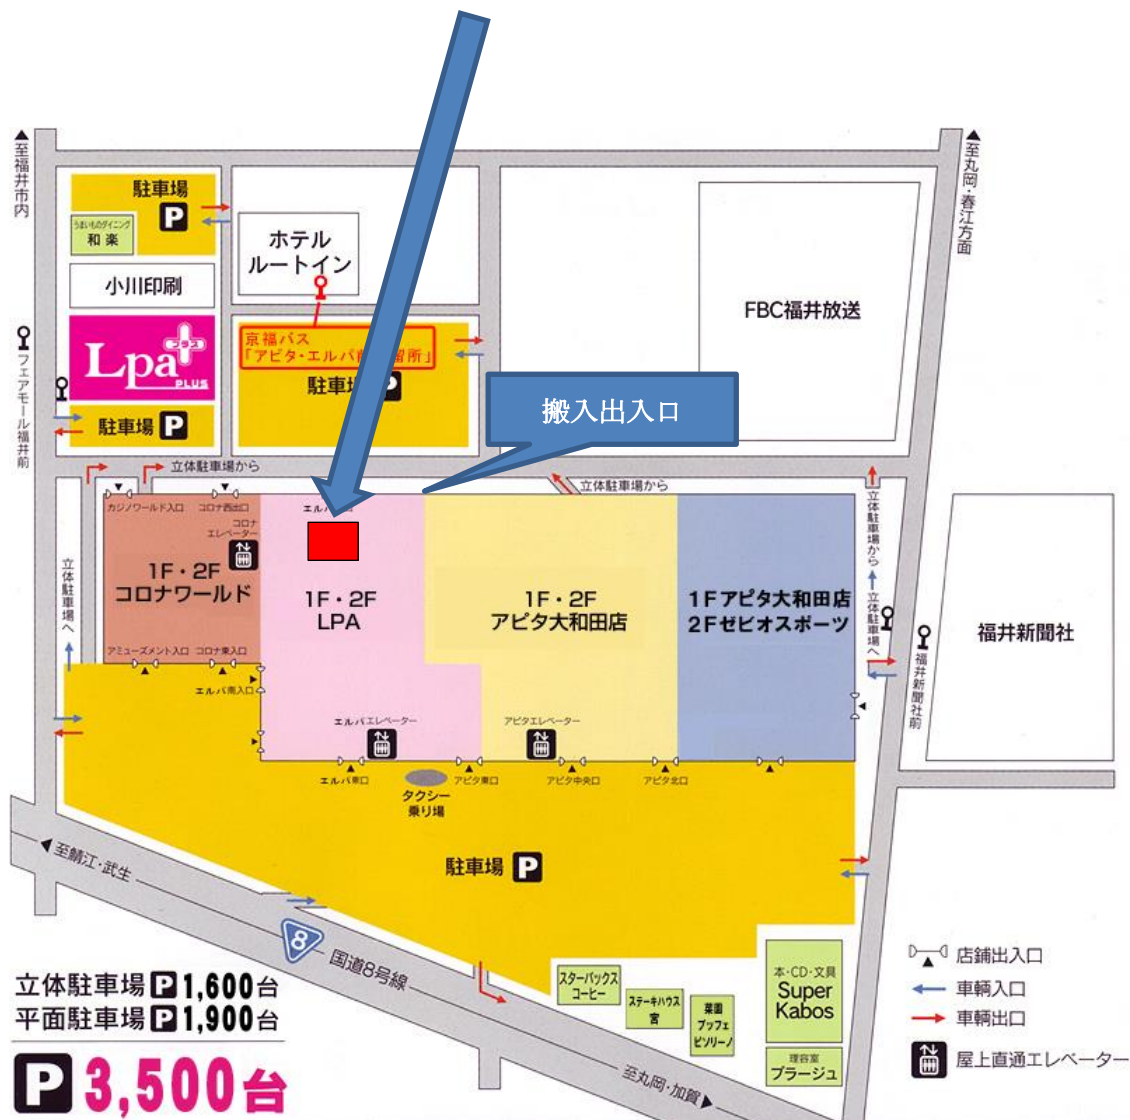 ▲至福井市内
駐車場 P
うまいものダイニング
和楽
小川印刷
Lpa プラス
PLUS
駐車場 P
フェアモール福井前
ホテル
ルートイン
京福バス
「アピタ・エルパ
留所」
駐車場 P
搬入出入口
FBC福井放送
▲至丸岡・春江方面
立体駐車場から
立体駐車場から
カジノワールド入口
コロナ西出口
コロナ
エレベーター
1F・2F
コロナワールド
アミューズメント入口
コロナ東入口
立体駐車場へ
エルパ
1F・2F
LPA
エルパ南入口
エルパエレベーター
エルパ東口
1F・2F
アピタ大和田店
アピタエレベーター
アピタ東口
アピタ中央口
アピタ北口
1Fアピタ大和田店
2Fゼビオスポーツ
立体駐車場から
立体駐車場へ
福井新聞社前
福井新聞社
タクシー
乗り場
駐車場 P
◀至鯖江・武生
8
国道8号線
至丸岡・加賀▶
スターバックス
コーヒー
ステーキハウス
宮
菜園
ブッフェ
ピソリーノ
本・CD・文具
Super
Kabos
理容室
プラージュ
店舗出入口
車輌入口
車輌出口
屋上直通エレベーター
立体駐車場 P 1,600台
平面駐車場 P 1,900台
P 3,500台